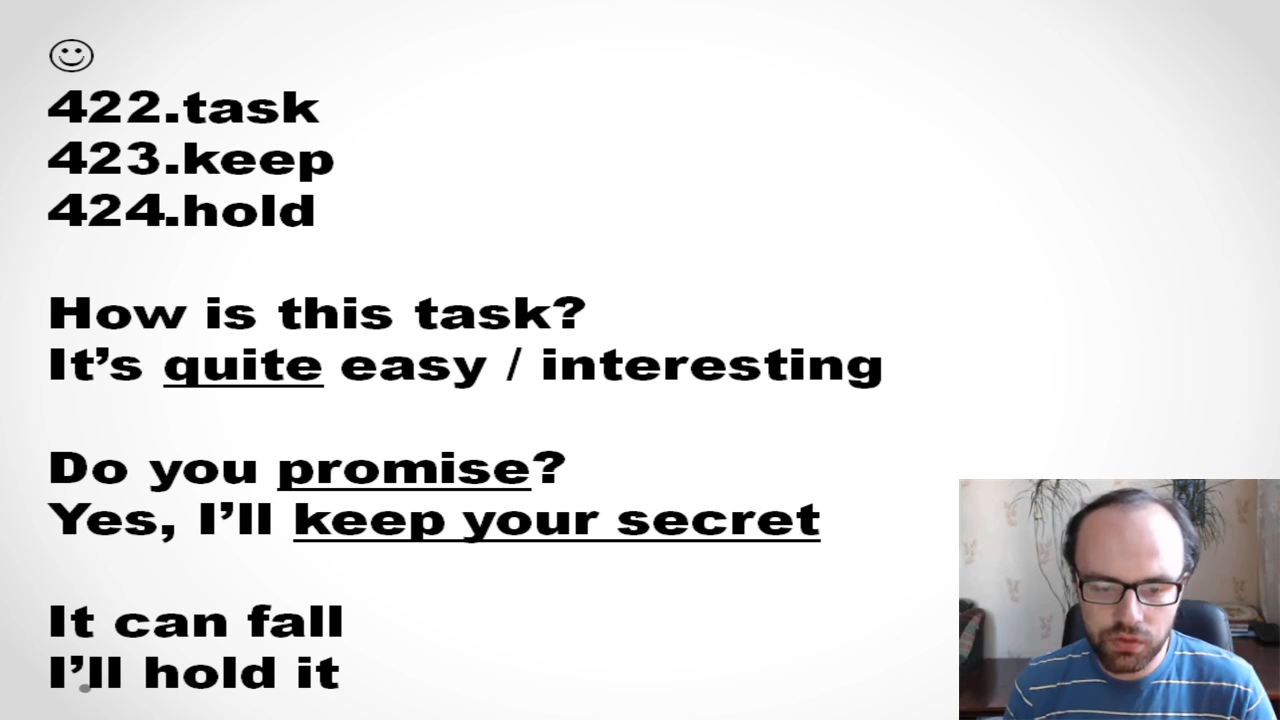 ☺
422.task
423.keep
424.hold
How is this task?
It’s quite easy / interesting
Do you promise?
Yes, I’ll keep your secret
It can fall
I’ll hold it